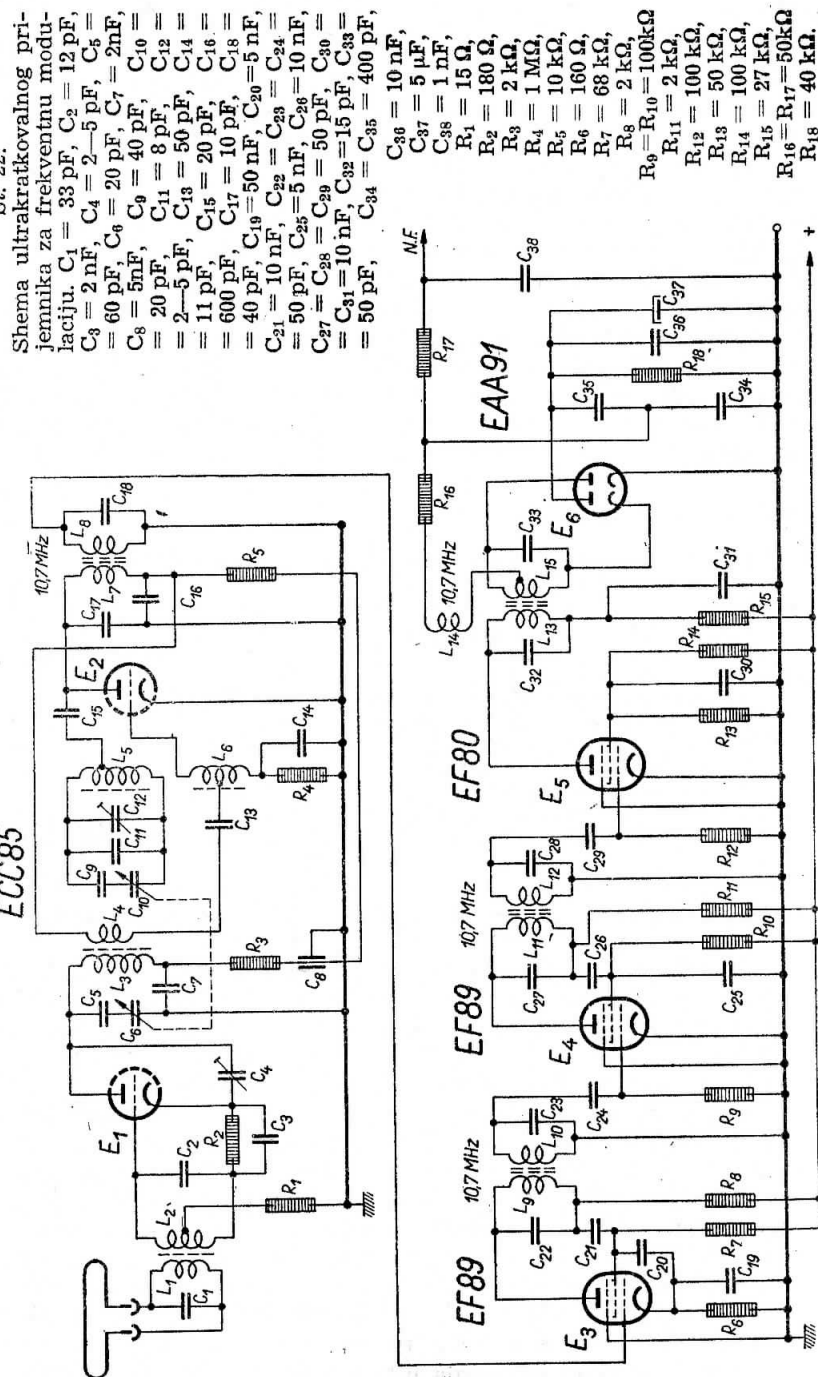 Sl. 22.
Shema ultrakratkovalnog pri-
jemnika za frekventnu modu-
laciju. C1 = 33 pF, C2 = 12 pF,
C3 = 2 nF, C4 = 2—5 pF, C5 =
= 60 pF, C6 = 20 pF, C7 = 2nF,
C8 = 5nF, C9 = 40 pF, C10 =
= 20 pF, C11 = 8 pF, C12 =
= 2—5 pF, C13 = 50 pF, C14 =
= 11 pF, C15 = 20 pF, C16 =
= 600 pF, C17 = 10 pF, C18 =
= 40 pF, C19 = 50 nF, C20 = 5 nF,
C21 = 10 nF, C22 = C23 = C24 =
= 50 pF, C25 = 5 nF, C26 = 10 nF,
C27 = C28 = C29 = 50 pF, C30 =
= C31 = 10 nF, C32 = 15 pF, C33 =
= 50 pF, C34 = C35 = 400 pF,
C36 = 10 nF,
C37 = 5 µF,
C38 = 1 nF,
R1 = 15 Ω,
R2 = 180 Ω,
R3 = 2 kΩ,
R4 = 1 MΩ,
R5 = 10 kΩ,
R6 = 160 Ω,
R7 = 68 kΩ,
R8 = 2 kΩ,
R9 = R10 = 100kΩ
R11 = 2 kΩ,
R12 = 100 kΩ,
R13 = 50 kΩ,
R14 = 100 kΩ,
R15 = 27 kΩ,
R16 = R17 = 50kΩ
R18 = 40 kΩ.
ECC85
E1
E2
10,7 MHz
L1
C1
L2
R1
C2
R2
C3
C4
C5
C6
L3
C7
L4
R3
C8
C9
C10
C11
C12
L5
C13
L6
R4
C14
C15
C17
L7
C16
R5
L8
C18
EF89
E3
10,7 MHz
R6
C19
C20
C21
C22
L9
L10
C23
C24
R7
R8
R9
EF89
E4
10,7 MHz
C25
C26
C27
L11
L12
C28
C29
R10
R11
R12
EF80
E5
R13
C30
R14
R15
C31
C32
L13
L14
10,7 MHz
L15
C33
EAA91
E6
R16
R17
N.F.
C35
C34
R18
C36
C37
C38
+